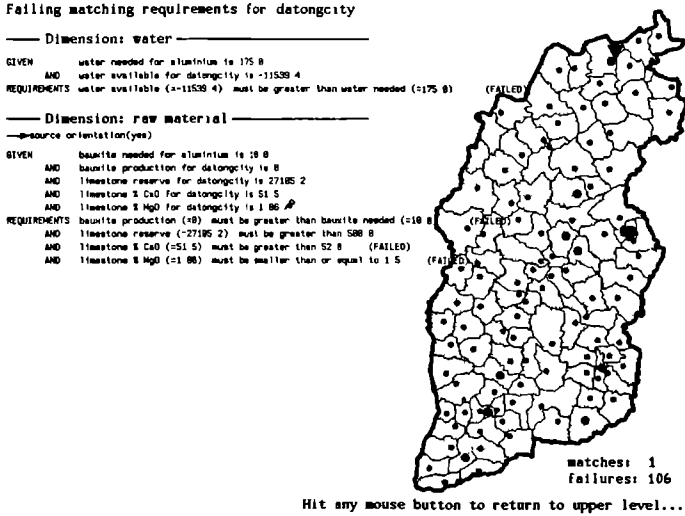 Failing matching requirements for datongcity
Dimension: water
GIVEN water needed for aluminium is 175 0
AND water available for datongcity is -11539 4
REQUIREMENTS water available (=-11539 4) must be greater than water needed (=175 0) (FAILED)
Dimension: raw material
source orientation(yes)
GIVEN bauxite needed for aluminium is 10 0
AND bauxite production for datongcity is 0
AND limestone reserve for datongcity is 27105 2
AND limestone % CaO for datongcity is 51 5
AND limestone % MgO for datongcity is 1 06
REQUIREMENTS bauxite production (=0) must be greater than bauxite needed (=10 0 (FAILED)
AND limestone reserve (=27105 2) must be greater than 500 0
AND limestone % CaO (=51 5) must be greater than 52 0 (FAILED)
AND limestone % MgO (=1 06) must be smaller than or equal to 1 5 (FAILED)
matches: 1
failures: 106
Hit any mouse button to return to upper level...